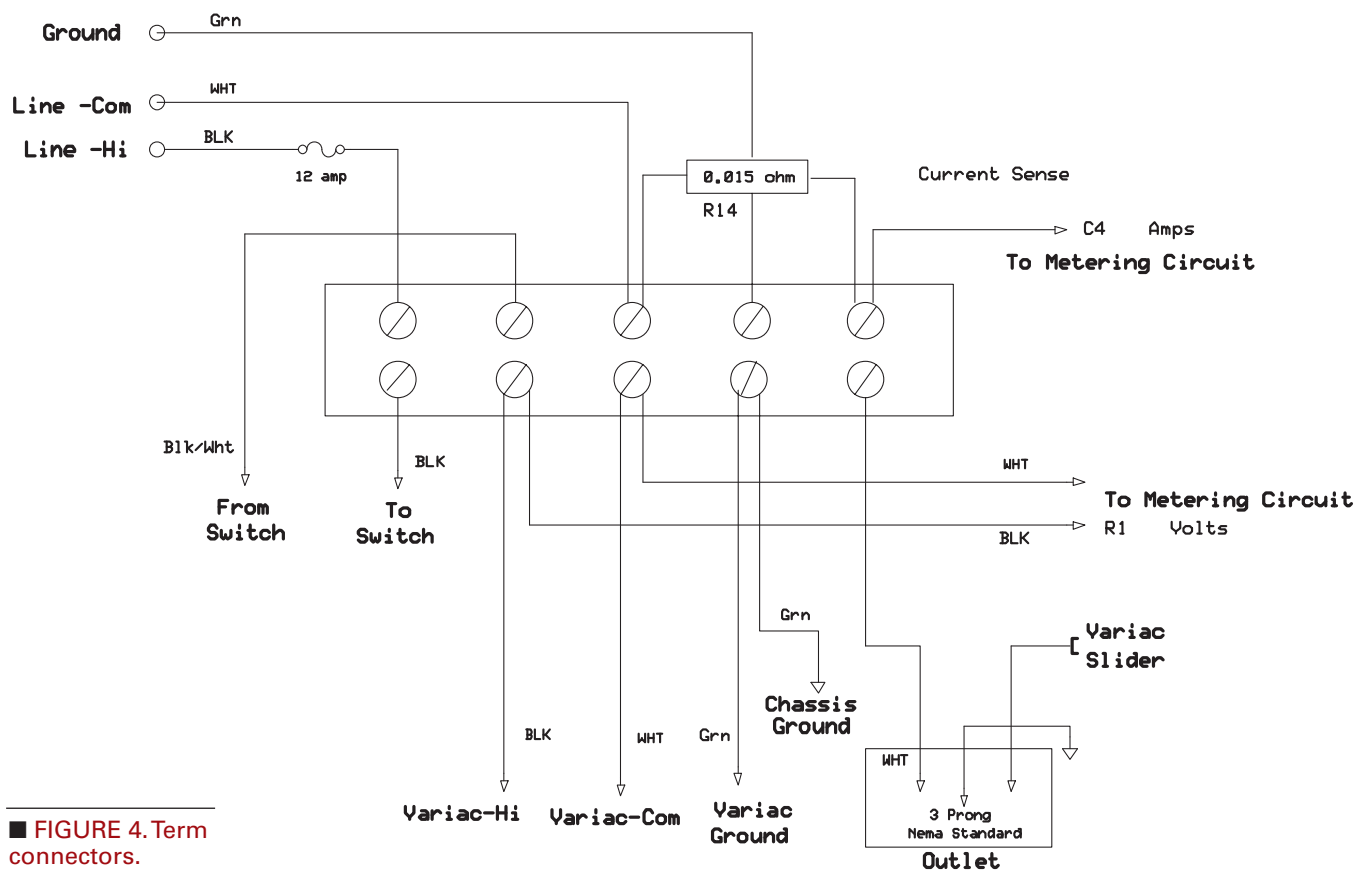 Ground
Grn
Line -Com
WHT
Line -Hi
BLK
12 amp
0.015 ohm
R14
Current Sense
C4 Amps
To Metering Circuit
Blk/Wht
BLK
From
Switch
To
Switch
WHT
To Metering Circuit
R1 Volts
BLK
Grn
Variac
Slider
Chassis
Ground
BLK
WHT
Grn
WHT
Variac-Hi
Variac-Com
Variac
Ground
3 Prong
Nema Standard
Outlet
■ FIGURE 4. Term
connectors.